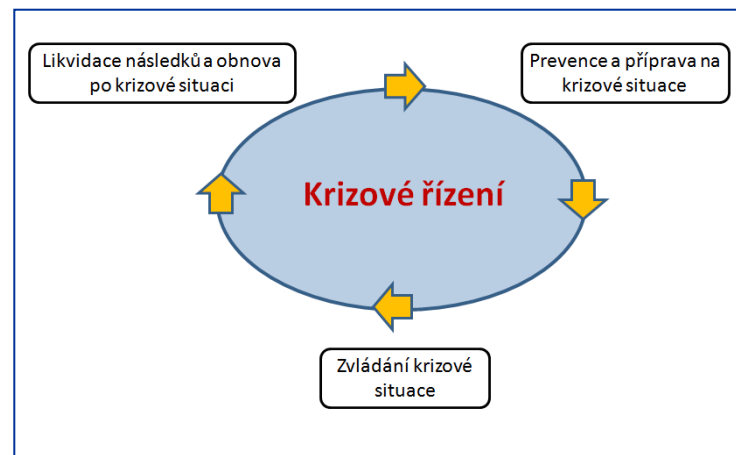 Likvidace následků a obnova
po krizové situaci
Prevence a příprava na
krizové situace
Krizové řízení
Zvládání krizové
situace